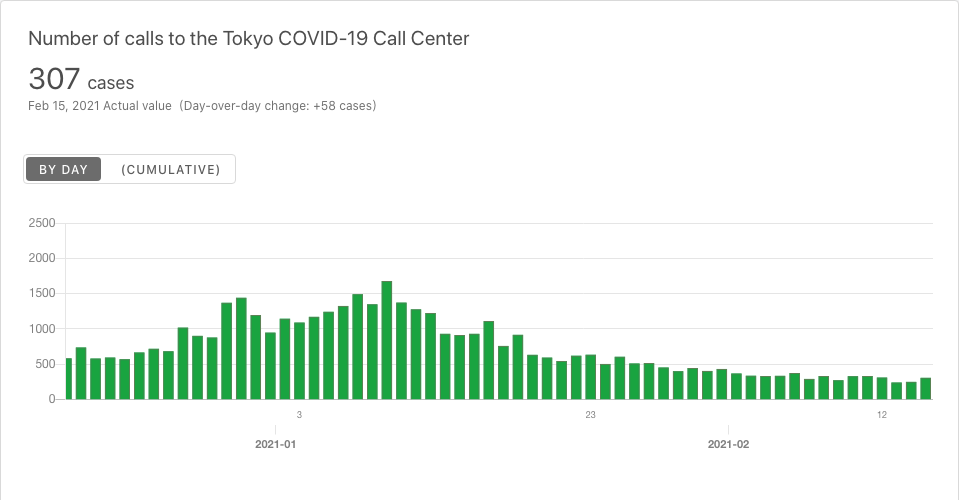 Number of calls to the Tokyo COVID-19 Call Center
307 cases
Feb 15, 2021 Actual value (Day-over-day change: +58 cases)
BY DAY (CUMULATIVE)
2500
2000
1500
1000
500
0
3 23 12
2021-01 2021-02